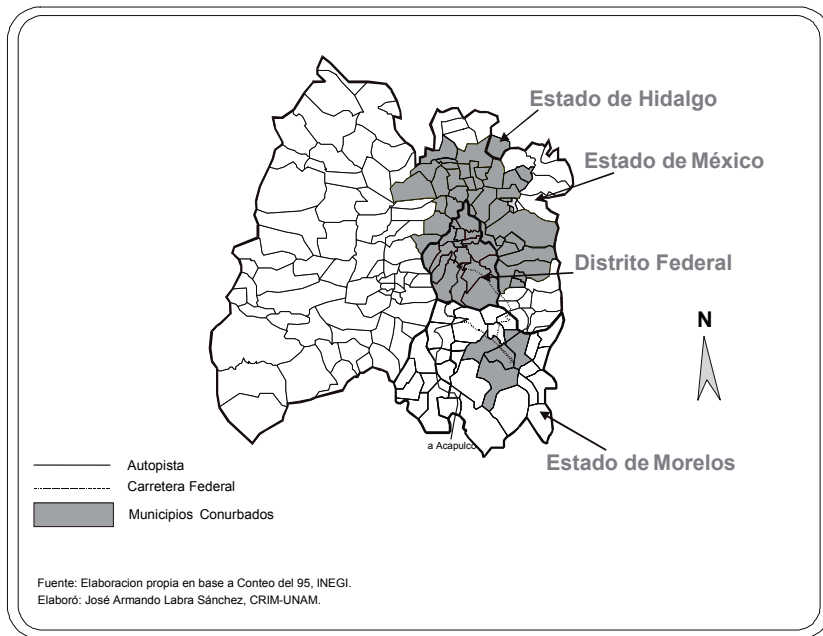 Estado de Hidalgo
Estado de México
Distrito Federal
N
a Acapulco
Estado de Morelos
Autopista
Carretera Federal
Municipios Conurbados
Fuente: Elaboracion propia en base a Conteo del 95, INEGI.
Elaboró: José Armando Labra Sánchez, CRIM-UNAM.